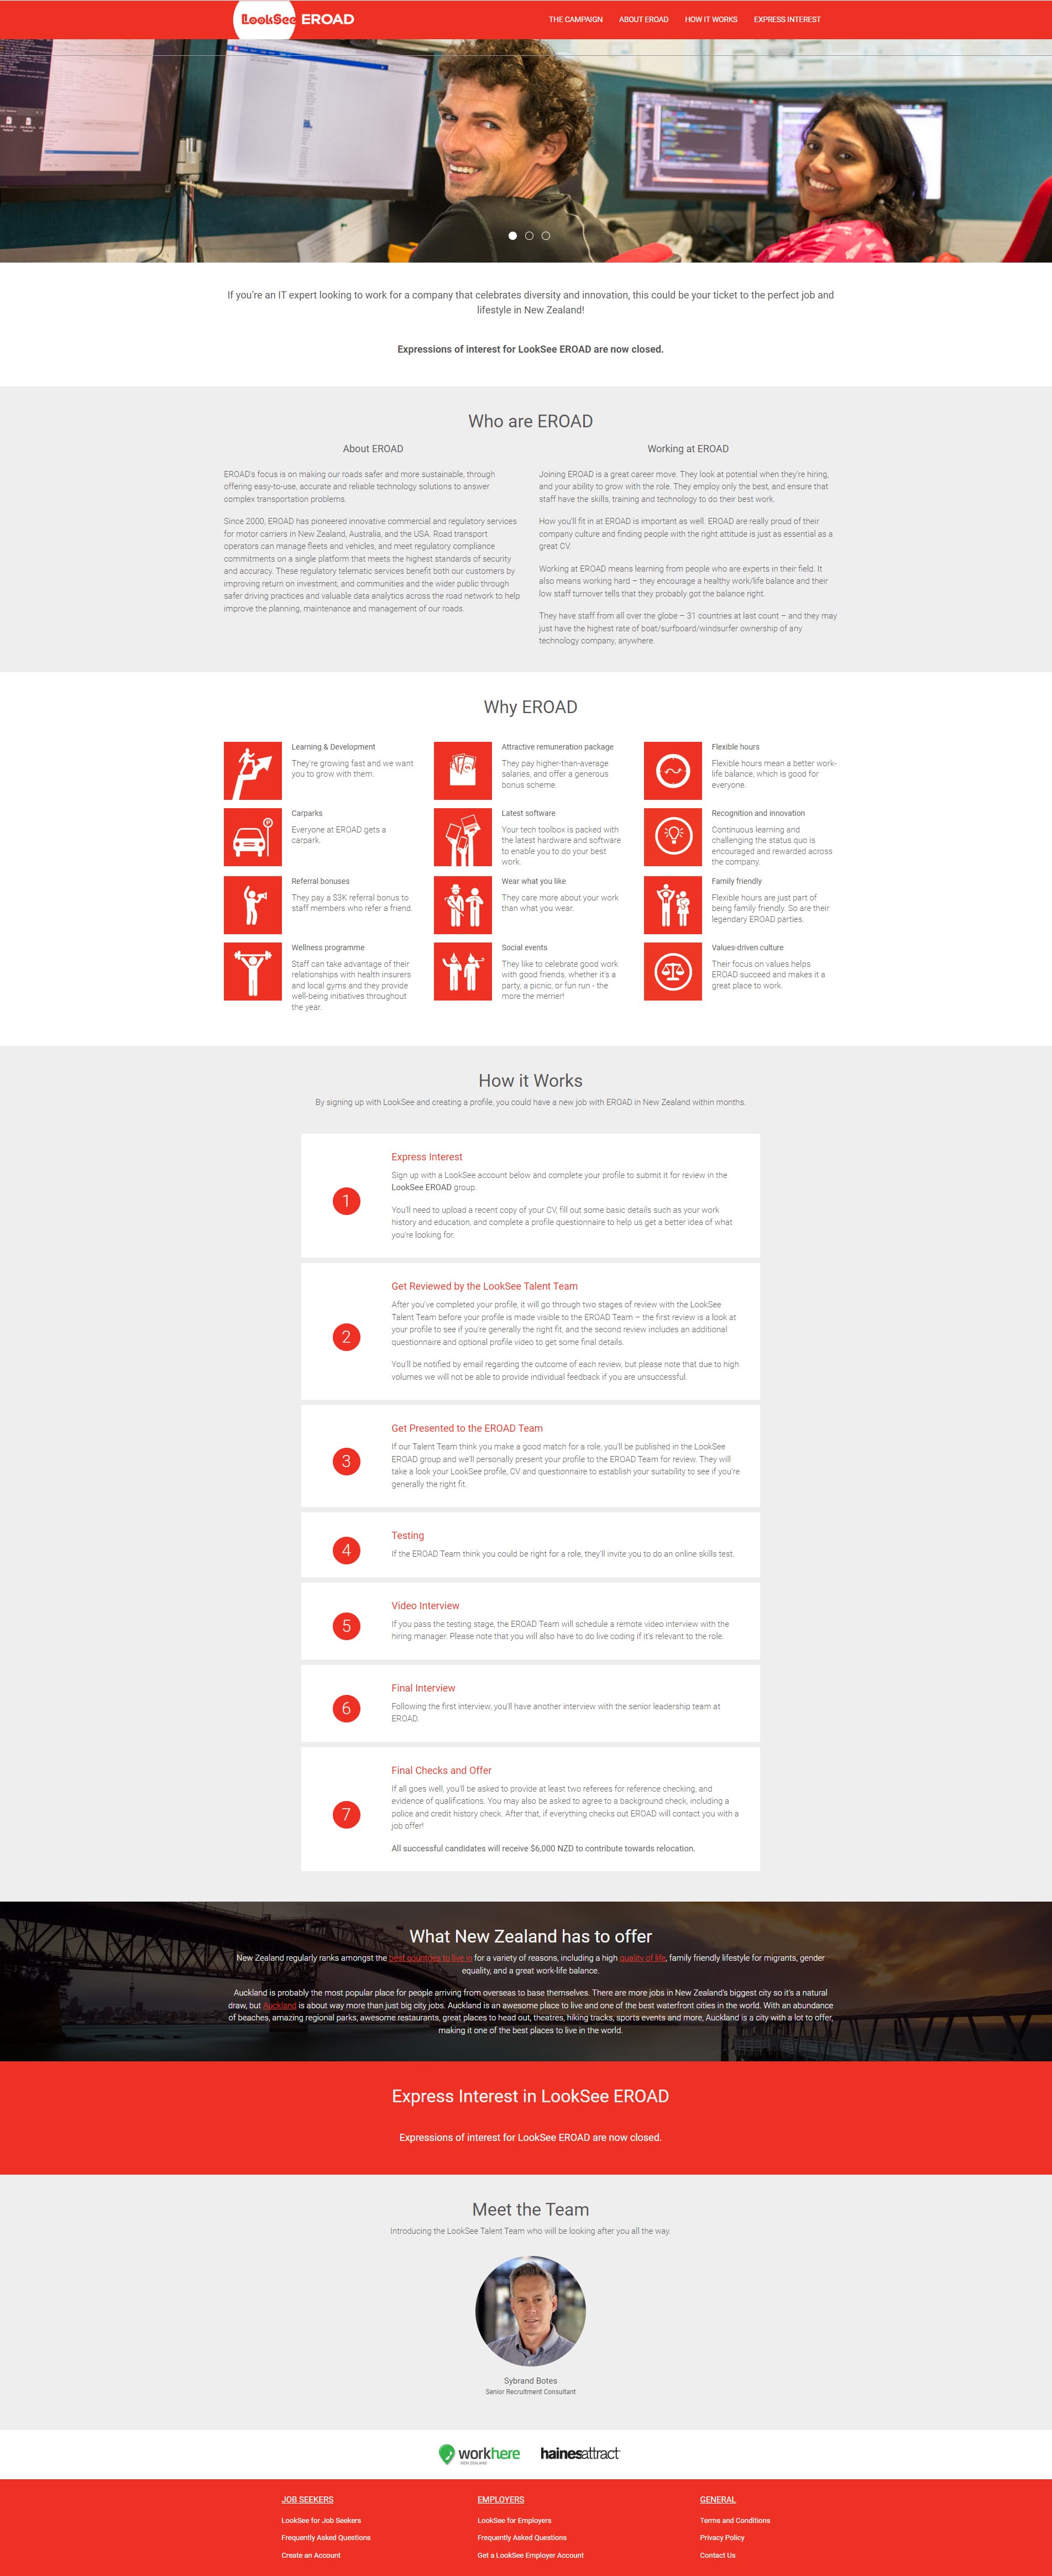 LookSee EROAD
THE CAMPAIGN
ABOUT EROAD
HOW IT WORKS
EXPRESS INTEREST
If you're an IT expert looking to work for a company that celebrates diversity and innovation, this could be your ticket to the perfect job and
lifestyle in New Zealand!
Expressions of interest for LookSee EROAD are now closed.
Who are EROAD
About EROAD
EROAD's focus is on making our roads safer and more sustainable, through
offering easy-to-use, accurate and reliable technology solutions to answer
complex transportation problems.
Since 2000, EROAD has pioneered innovative commercial and regulatory services
for motor carriers in New Zealand, Australia, and the USA. Road transport
operators can manage fleets and vehicles, and meet regulatory compliance
commitments on a single platform that meets the highest standards of security
and accuracy. These regulatory telematic services benefit both our customers by
improving return on investment, and communities and the wider public through
safer driving practices and valuable data analytics across the road network to help
improve the planning, maintenance and management of our roads.
Working at EROAD
Joining EROAD is a great career move. They look at potential when they're hiring,
and your ability to grow with the role. They employ only the best, and ensure that
staff have the skills, training and technology to do their best work.
How you'll fit in at EROAD is important as well. EROAD are really proud of their
company culture and finding people with the right attitude is just as essential as a
great CV.
Working at EROAD means learning from people who are experts in their field. It
also means working hard – they encourage a healthy work/life balance and their
low staff turnover tells that they probably got the balance right.
They have staff from all over the globe – 31 countries at last count – and they may
just have the highest rate of boat/surfboard/windsurfer ownership of any
technology company, anywhere.
Why EROAD
Learning & Development
They're growing fast and we want
you to grow with them.
Attractive remuneration package
They pay higher-than-average
salaries, and offer a generous
bonus scheme.
Flexible hours
Flexible hours mean a better work-
life balance, which is good for
everyone.
Carparks
Everyone at EROAD gets a
carpark.
Latest software
Your tech toolbox is packed with
the latest hardware and software
to enable you to do your best
work.
Recognition and innovation
Continuous learning and
challenging the status quo is
encouraged and rewarded across
the company.
Referral bonuses
They pay a $3K referral bonus to
staff members who refer a friend.
Wear what you like
They care more about your work
than what you wear.
Family friendly
Flexible hours are just part of
being family friendly. So are their
legendary EROAD parties.
Wellness programme
Staff can take advantage of their
relationships with health insurers
and local gyms and they provide
well-being initiatives throughout
the year.
Social events
They like to celebrate good work
with good friends, whether it's a
party, a picnic, or fun run - the
more the merrier!
Values-driven culture
Their focus on values helps
EROAD succeed and makes it a
great place to work.
How it Works
By signing up with LookSee and creating a profile, you could have a new job with EROAD in New Zealand within months.
1
Express Interest
Sign up with a LookSee account below and complete your profile to submit it for review in the
LookSee EROAD group.
You'll need to upload a recent copy of your CV, fill out some basic details such as your work
history and education, and complete a profile questionnaire to help us get a better idea of what
you're looking for.
2
Get Reviewed by the LookSee Talent Team
After you've completed your profile, it will go through two stages of review with the LookSee
Talent Team before your profile is made visible to the EROAD Team – the first review is a look at
your profile to see if you're generally the right fit, and the second review includes an additional
questionnaire and optional profile video to get some final details.
You'll be notified by email regarding the outcome of each review, but please note that due to high
volumes we will not be able to provide individual feedback if you are unsuccessful.
3
Get Presented to the EROAD Team
If our Talent Team think you make a good match for a role, you'll be published in the LookSee
EROAD group and we'll personally present your profile to the EROAD Team for review. They will
take a look your LookSee profile, CV and questionnaire to establish your suitability to see if you're
generally the right fit.
4
Testing
If the EROAD Team think you could be right for a role, they'll invite you to do an online skills test.
5
Video Interview
If you pass the testing stage, the EROAD Team will schedule a remote video interview with the
hiring manager. Please note that you will also have to do live coding if it's relevant to the role.
6
Final Interview
Following the first interview, you'll have another interview with the senior leadership team at
EROAD.
7
Final Checks and Offer
If all goes well, you'll be asked to provide at least two referees for reference checking, and
evidence of qualifications. You may also be asked to agree to a background check, including a
police and credit history check. After that, if everything checks out EROAD will contact you with a
job offer!
All successful candidates will receive $6,000 NZD to contribute towards relocation.
What New Zealand has to offer
New Zealand regularly ranks amongst the best countries to live in for a variety of reasons, including a high quality of life, family friendly lifestyle for migrants, gender
equality, and a great work-life balance.
Auckland is probably the most popular place for people arriving from overseas to base themselves. There are more jobs in New Zealand's biggest city so it's a natural
draw, but Auckland is about way more than just big city jobs. Auckland is an awesome place to live and one of the best waterfront cities in the world. With an abundance
of beaches, amazing regional parks, awesome restaurants, great places to head out, theatres, hiking tracks, sports events and more, Auckland is a city with a lot to offer,
making it one of the best places to live in the world.
Express Interest in LookSee EROAD
Expressions of interest for LookSee EROAD are now closed.
Meet the Team
Introducing the LookSee Talent Team who will be looking after you all the way.
Sybrand Botes
Senior Recruitment Consultant
workhere
NEW ZEALAND
hainesattract
JOB SEEKERS
LookSee for Job Seekers
Frequently Asked Questions
Create an Account
EMPLOYERS
LookSee for Employers
Frequently Asked Questions
Get a LookSee Employer Account
GENERAL
Terms and Conditions
Privacy Policy
Contact Us